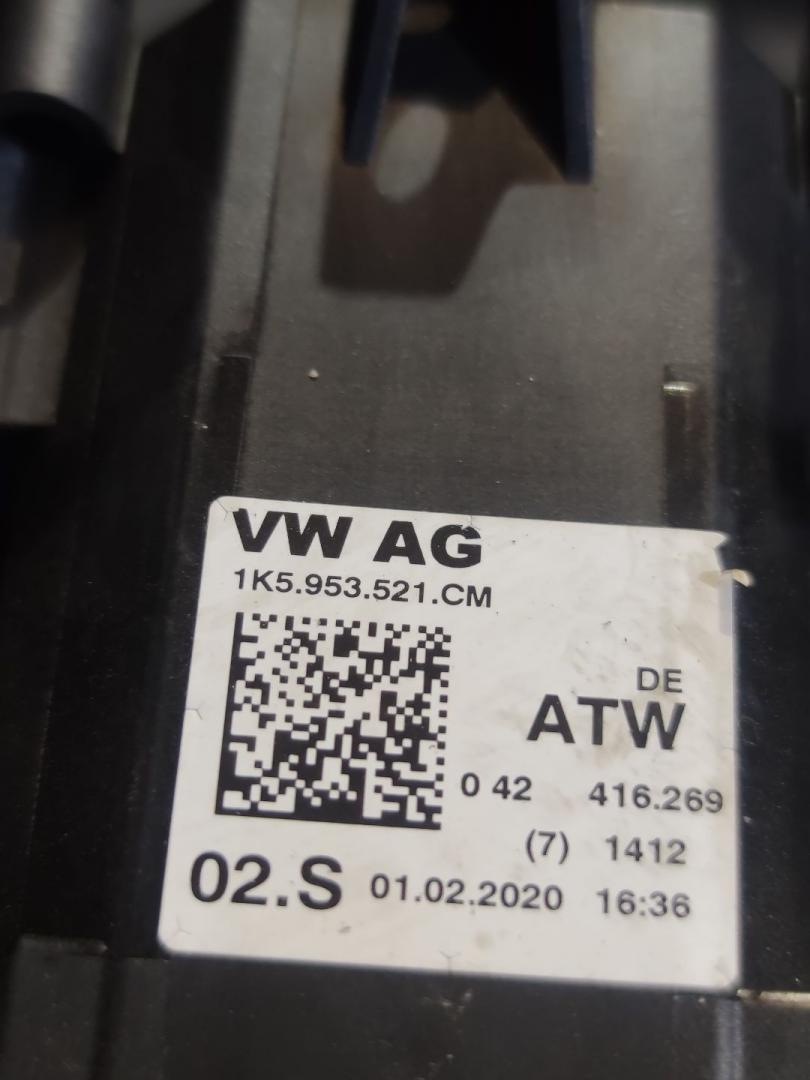 VW AG
1K5.953.521.CM
DE
ATW
0 42 416.269
(7) 1412
02.S 01.02.2020 16:36